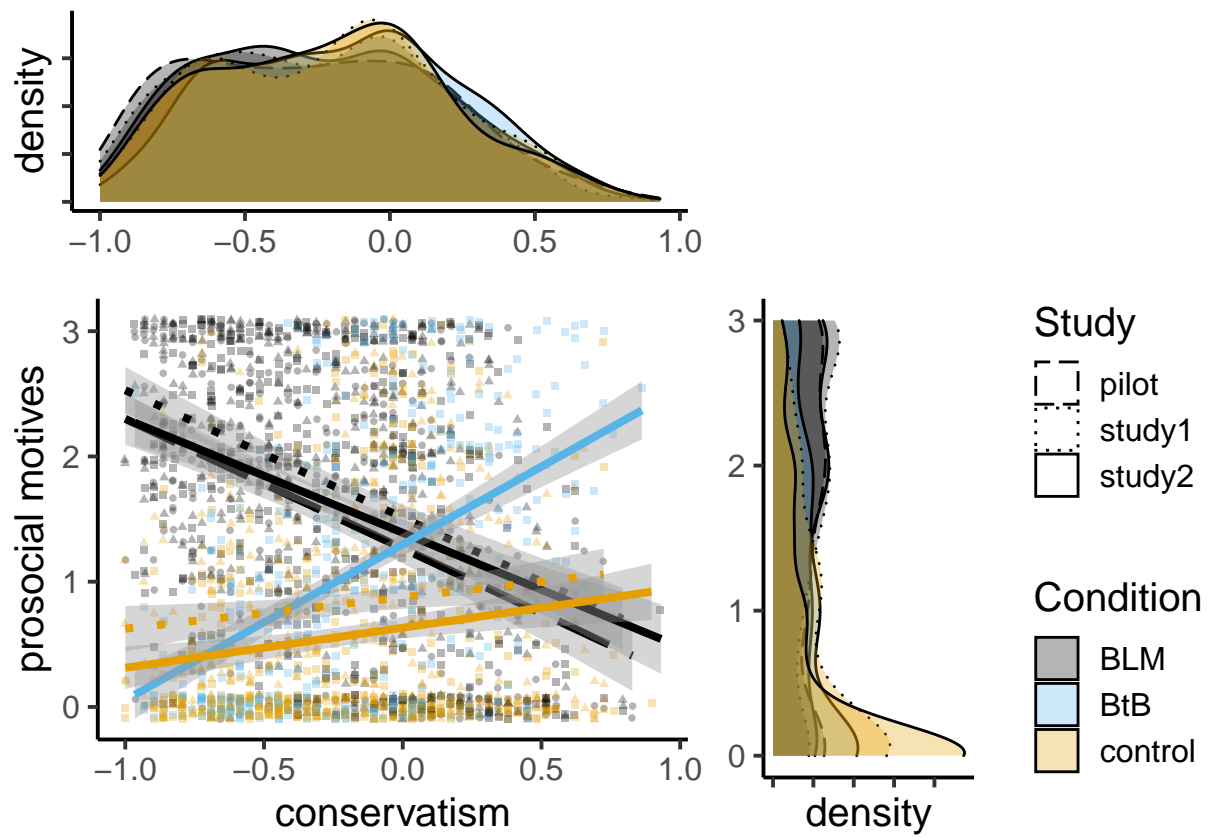 density
−1.0 −0.5 0.0 0.5 1.0
prosocial motives
3
2
1
0
−1.0 −0.5 0.0 0.5 1.0
conservatism
3
2
1
0
density
Study
pilot
study1
study2
Condition
BLM
BtB
control